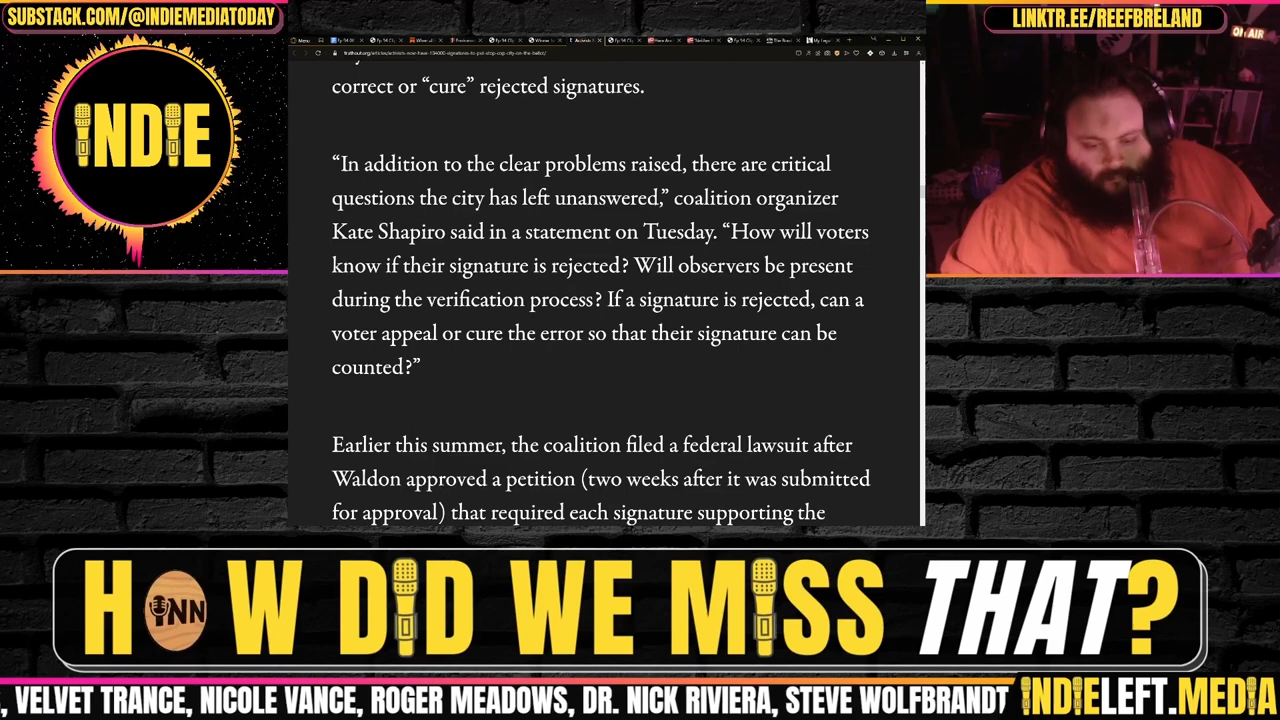 SUBSTACK.COM/@INDIEMEDIATODAY
LINKTR.EE/REEFBRELAND
ON AIR
INDIE
correct or “cure” rejected signatures.
“In addition to the clear problems raised, there are critical
questions the city has left unanswered,” coalition organizer
Kate Shapiro said in a statement on Tuesday. “How will voters
know if their signature is rejected? Will observers be present
during the verification process? If a signature is rejected, can a
voter appeal or cure the error so that their signature can be
counted?”
Earlier this summer, the coalition filed a federal lawsuit after
Waldon approved a petition (two weeks after it was submitted
for approval) that required each signature supporting the
HOW DID WE MISS THAT?
INN
, VELVET TRANCE, NICOLE VANCE, ROGER MEADOWS, DR. NICK RIVIERA, STEVE WOLFBRANDT
INDIELEFT.MEDIA